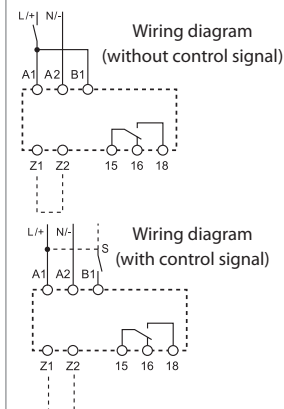 L/+ N/-
Wiring diagram
(without control signal)
A1 A2 B1
Z1 Z2 15 16 18
L/+ N/- S
Wiring diagram
(with control signal)
A1 A2 B1
Z1 Z2 15 16 18